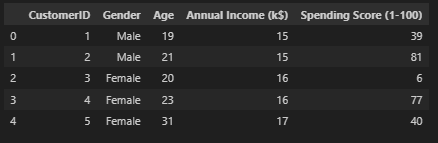 CustomerID Gender Age Annual Income (k$) Spending Score (1-100)
0 1 Male 19 15 39
1 2 Male 21 15 81
2 3 Female 20 16 6
3 4 Female 23 16 77
4 5 Female 31 17 40